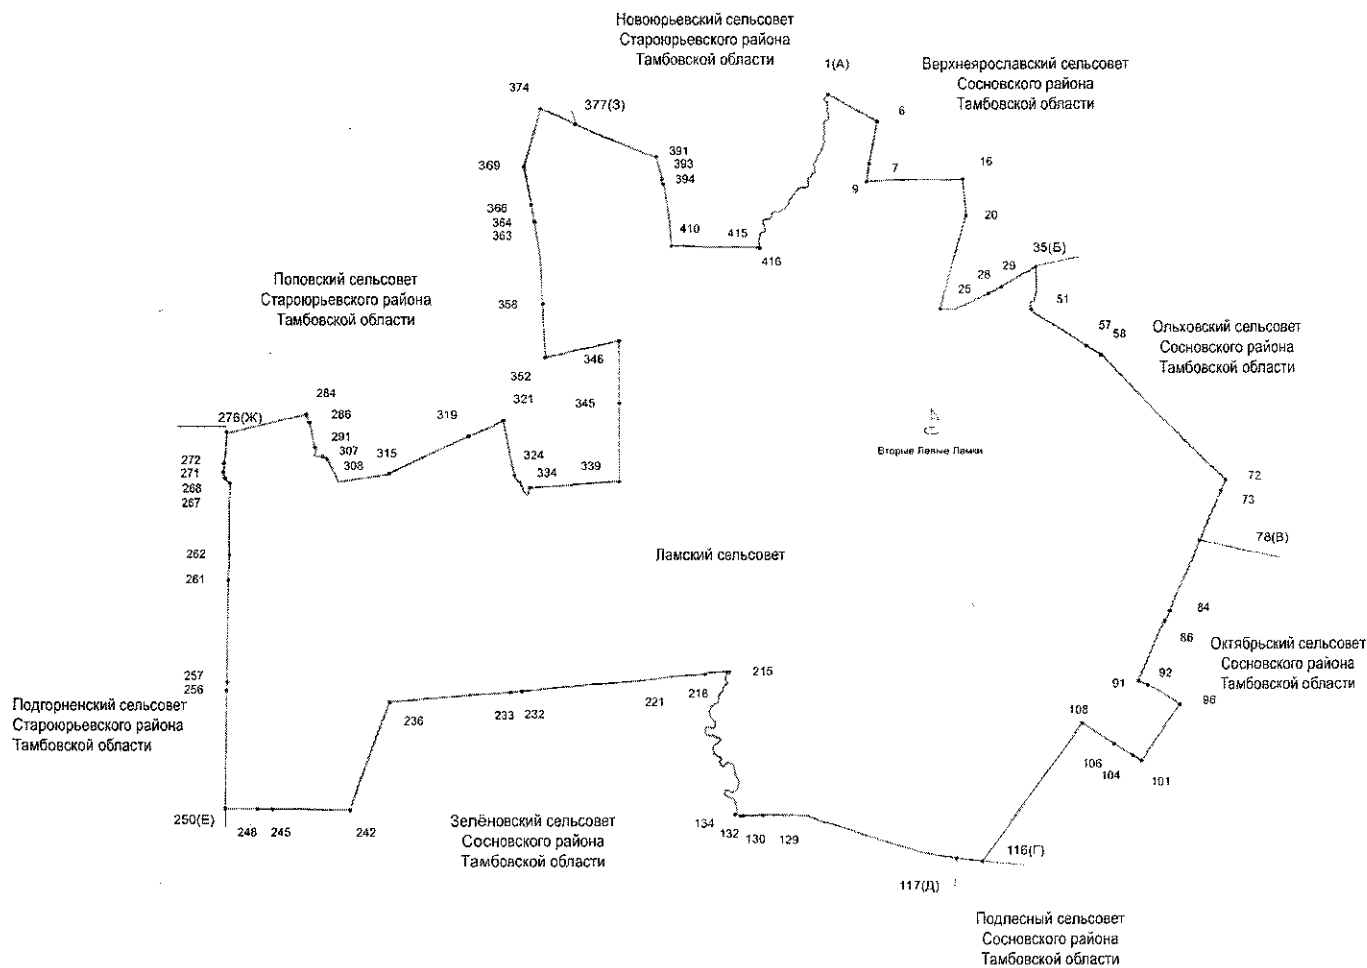 Новоюрьевский сельсовет
Староюрьевского района
Тамбовской области
1(А)
Верхнеярославский сельсовет
Сосновского района
Тамбовской области
374
377(З)
6
391
393
394
369
7
9
16
366
364
363
20
410
415
416
35(Б)
29
28
25
51
Поповский сельсовет
Староюрьевского района
Тамбовской области
358
57
58
Ольховский сельсовет
Сосновского района
Тамбовской области
346
352
345
321
319
284
286
276(Ж)
291
307
308
315
324
334
339
272
271
268
267
Вторые Левые Ламки
72
73
78(В)
262
261
Ламский сельсовет
84
86
Октябрьский сельсовет
Сосновского района
Тамбовской области
91
92
96
257
256
215
218
221
232
233
236
Подгорненский сельсовет
Староюрьевского района
Тамбовской области
108
106
104
101
250(Е)
248
245
242
Зелёновский сельсовет
Сосновского района
Тамбовской области
134
132
130
129
116(Г)
117(Д)
Подлесный сельсовет
Сосновского района
Тамбовской области